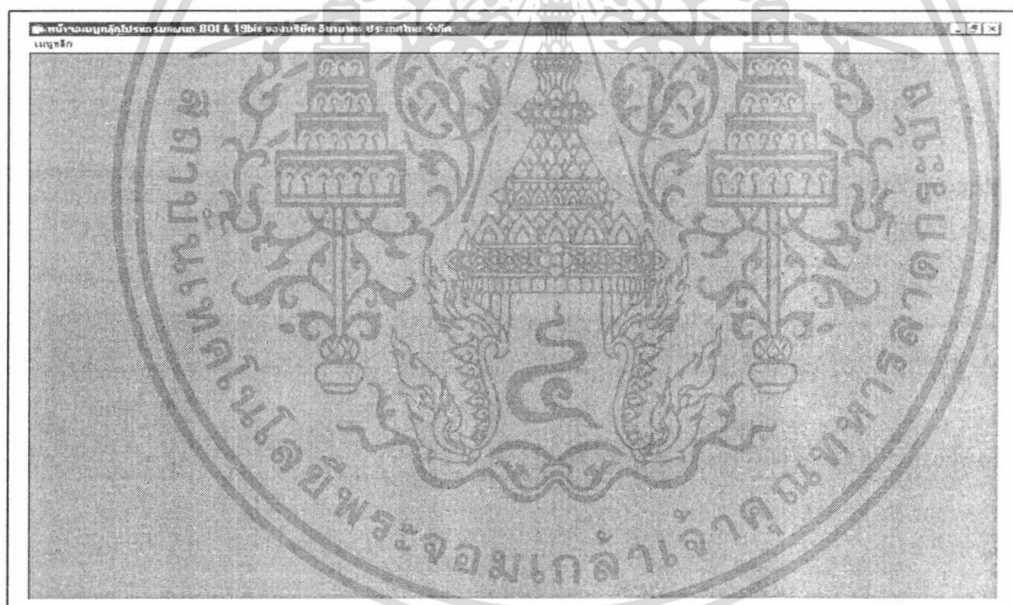 หน้าจอเมนูหลักโปรแกรมแผนก BOI & 19bis ของบริษัท ประเทศไทย จำกัด
เมนูหลัก
สถาบันเทคโนโลยีพระจอมเกล้าเจ้าคุณทหารลาดกระบัง